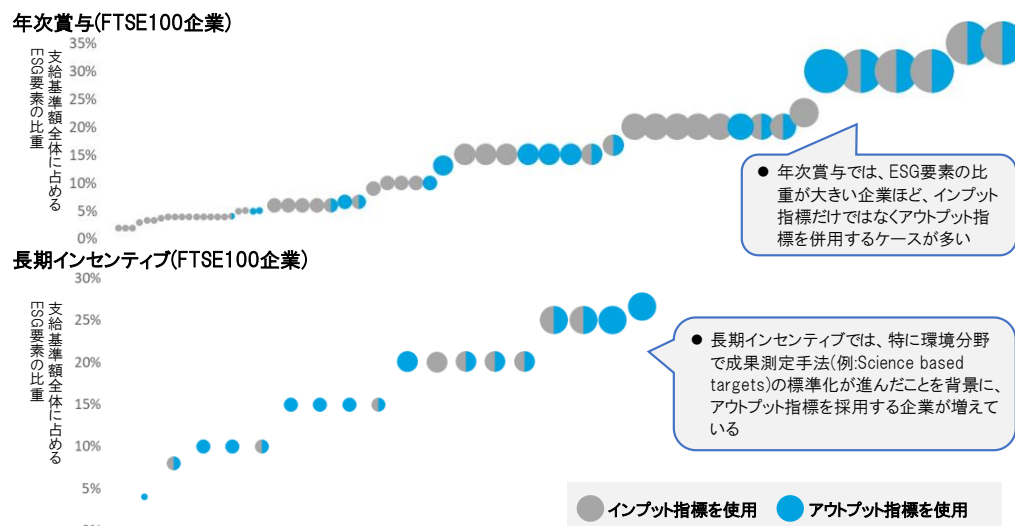 年次賞与(FTSE100企業)
支給基準額全体に占める
ESG要素の比重
35%
30%
25%
20%
15%
10%
5%
0%
● 年次賞与では、ESG要素の比
重が大きい企業ほど、インプット
指標だけではなくアウトプット指
標を併用するケースが多い
長期インセンティブ(FTSE100企業)
支給基準額全体に占める
ESG要素の比重
30%
25%
20%
15%
10%
5%
● 長期インセンティブでは、特に環境分野
で成果測定手法(例:Science based
targets)の標準化が進んだことを背景に、
アウトプット指標を採用する企業が増えて
いる
インプット指標を使用
アウトプット指標を使用